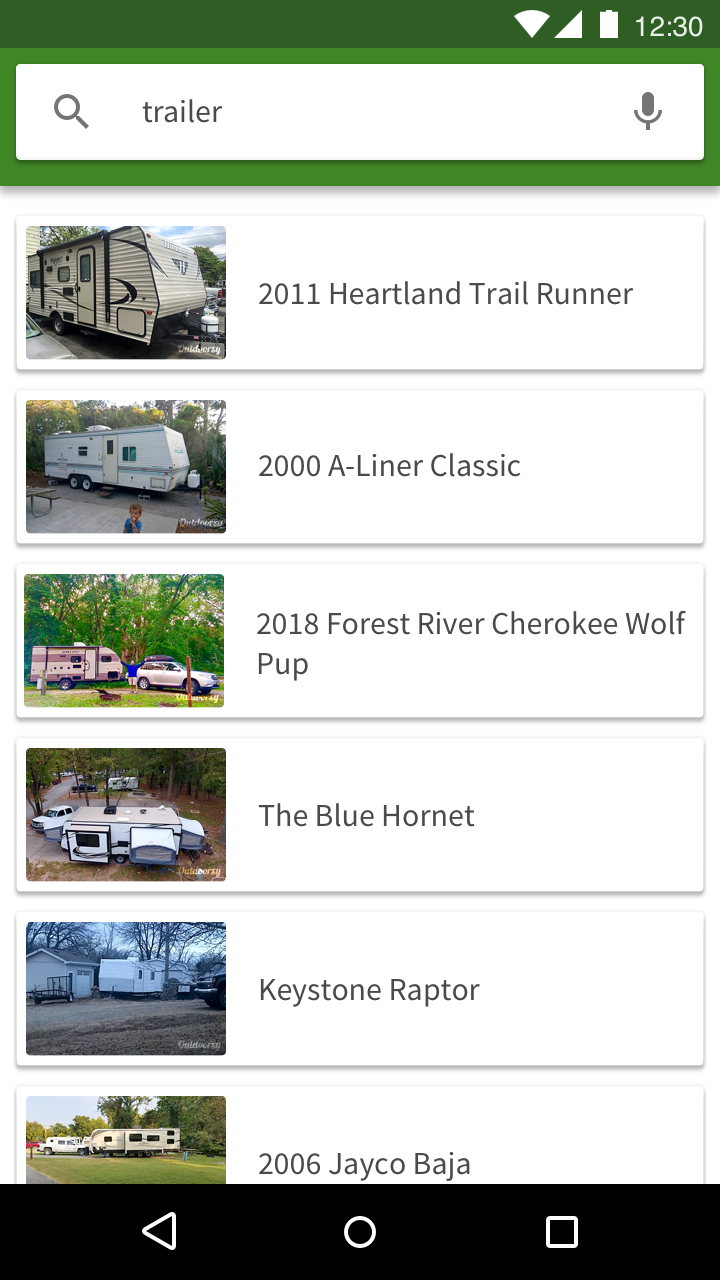 12:30
trailer
Outdoorsy
2011 Heartland Trail Runner
Outdoorsy
2000 A-Liner Classic
Outdoorsy
2018 Forest River Cherokee Wolf
Pup
Outdoorsy
The Blue Hornet
Outdoorsy
Keystone Raptor
2006 Jayco Baja